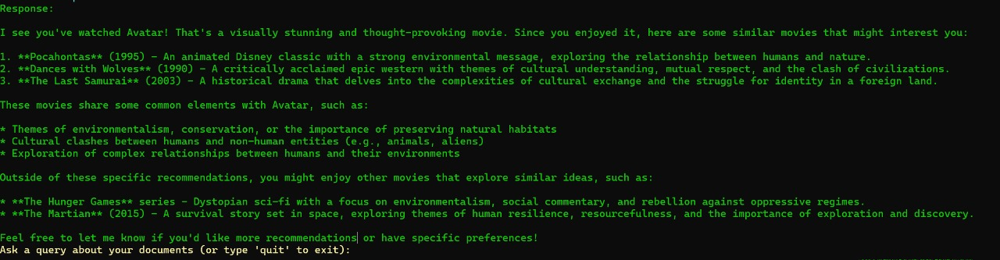 Response:
I see you've watched Avatar! That's a visually stunning and thought-provoking movie. Since you enjoyed it, here are some similar movies that might interest you:
1. **Pocahontas** (1995) - An animated Disney classic with a strong environmental message, exploring the relationship between humans and nature.
2. **Dances with Wolves** (1990) - A critically acclaimed epic western with themes of cultural understanding, mutual respect, and the clash of civilizations.
3. **The Last Samurai** (2003) - A historical drama that delves into the complexities of cultural exchange and the struggle for identity in a foreign land.
These movies share some common elements with Avatar, such as:
* Themes of environmentalism, conservation, or the importance of preserving natural habitats
* Cultural clashes between humans and non-human entities (e.g., animals, aliens)
* Exploration of complex relationships between humans and their environments
Outside of these specific recommendations, you might enjoy other movies that explore similar ideas, such as:
* **The Hunger Games** series - Dystopian sci-fi with a focus on environmentalism, social commentary, and rebellion against oppressive regimes.
* **The Martian** (2015) - A survival story set in space, exploring themes of human resilience, resourcefulness, and the importance of exploration and discovery.
Feel free to let me know if you'd like more recommendations or have specific preferences!
Ask a query about your documents (or type 'quit' to exit):